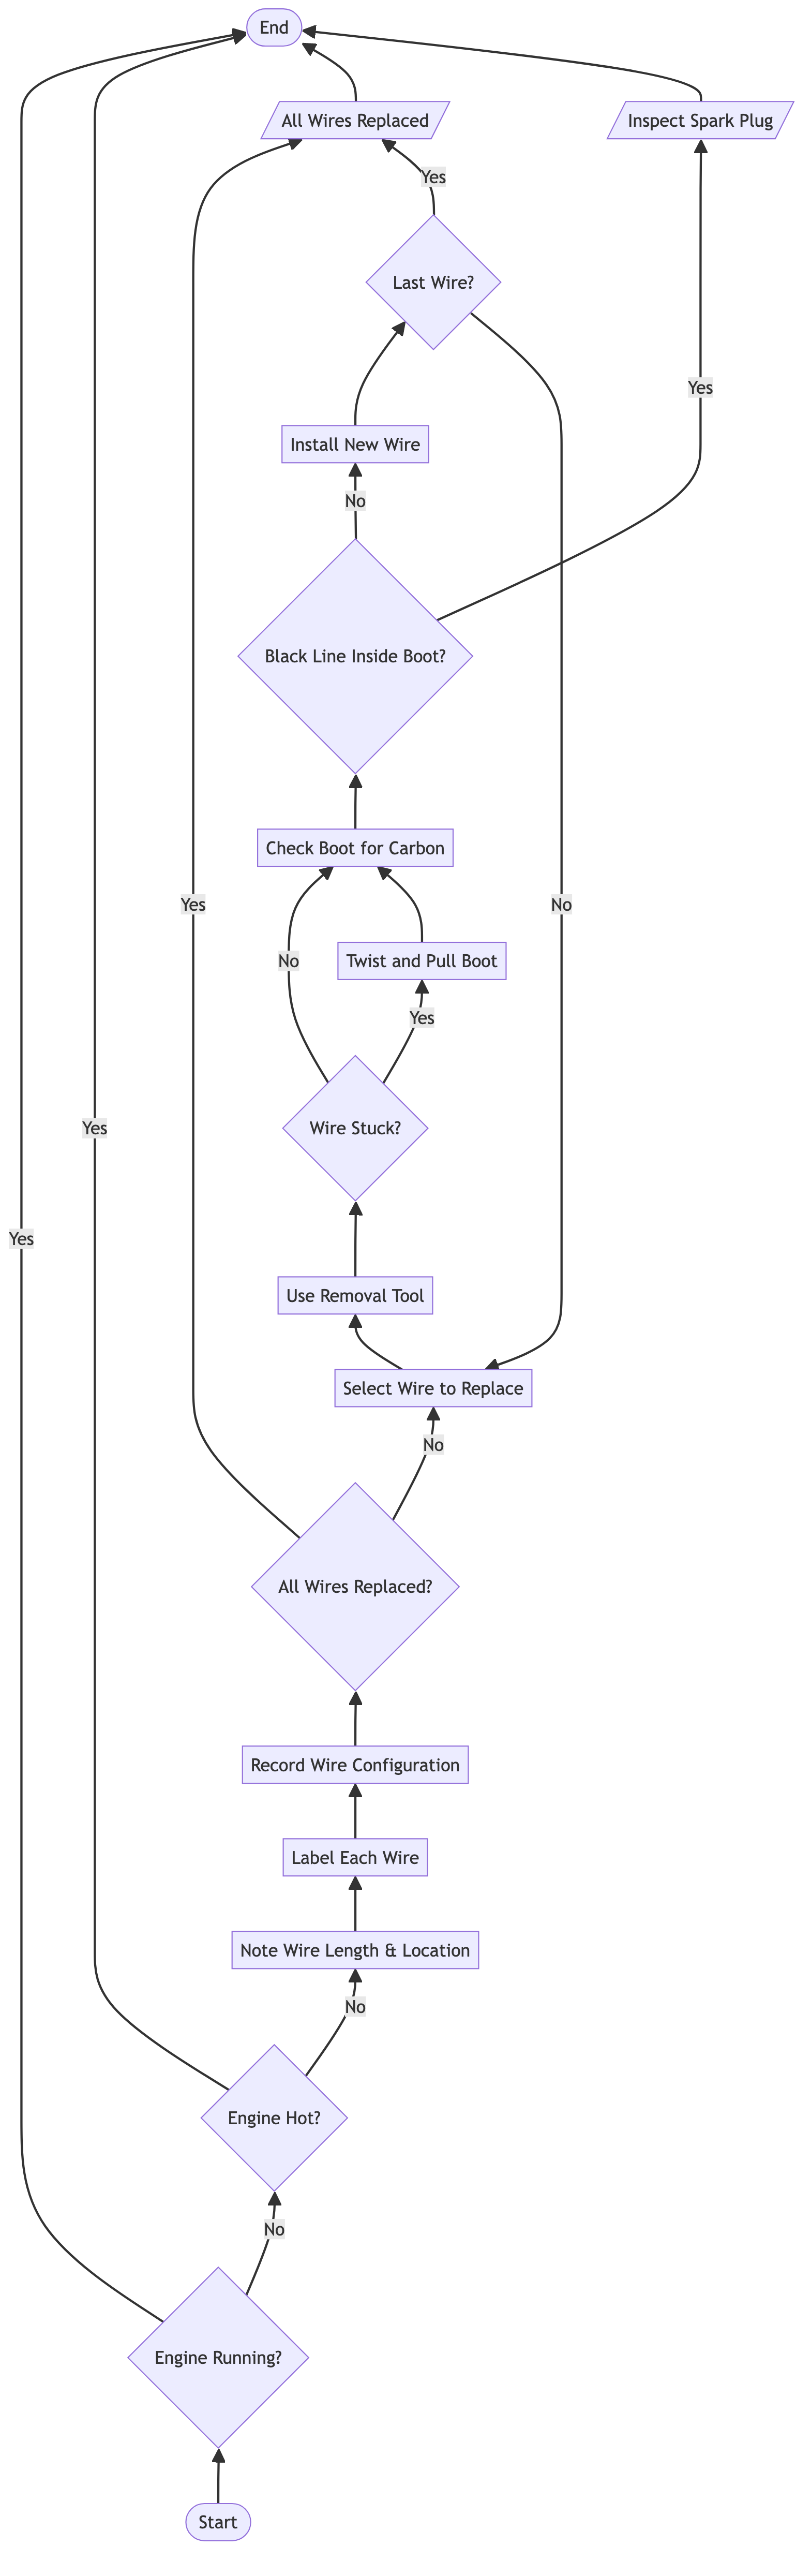 End
All Wires Replaced
Inspect Spark Plug
Yes
Last Wire?
Yes
Install New Wire
No
Black Line Inside Boot?
Check Boot for Carbon
Yes
No
No
Twist and Pull Boot
Yes
Yes
Wire Stuck?
Yes
Use Removal Tool
Select Wire to Replace
No
All Wires Replaced?
Record Wire Configuration
Label Each Wire
Note Wire Length & Location
No
Engine Hot?
No
Engine Running?
Start